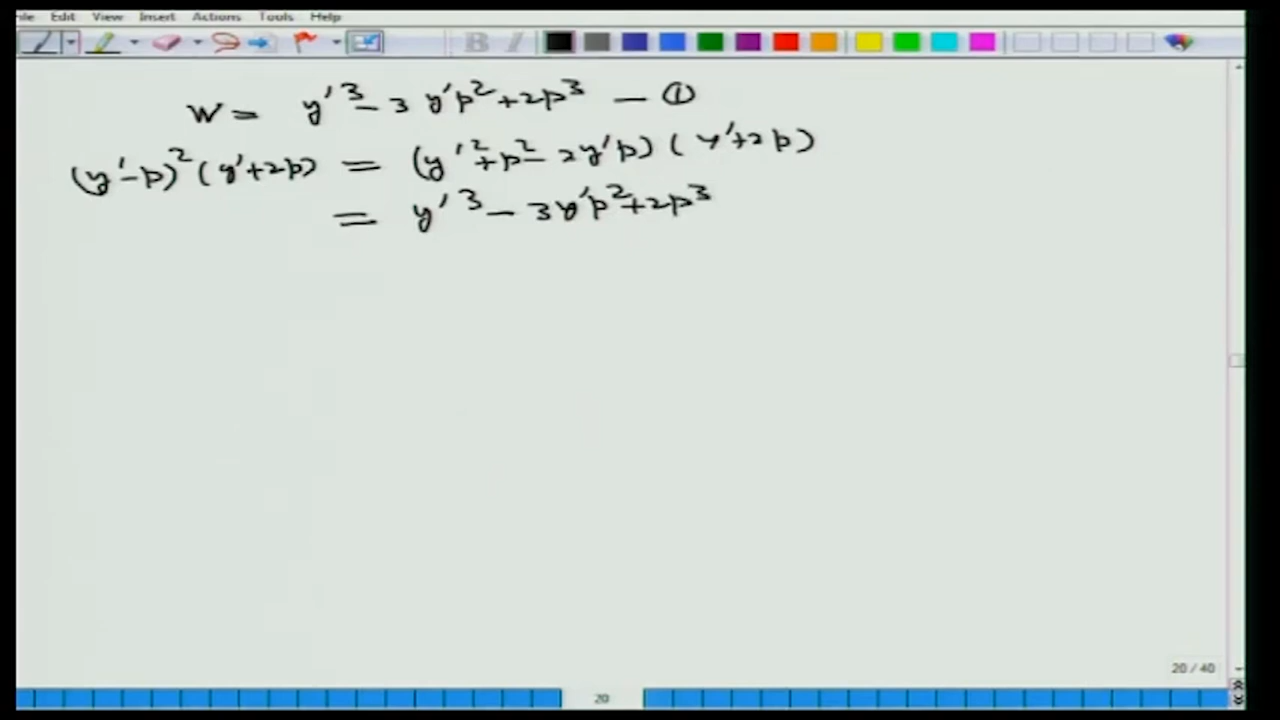 File Edit View Insert Actions Tools Help
W = y'³ - 3 y'p² + 2p³ — ①
(y'-p)² (y'+2p) = (y'² + p² - 2y'p) (y'+2p)
= y'³ - 3y'p² + 2p³
20 / 40
20